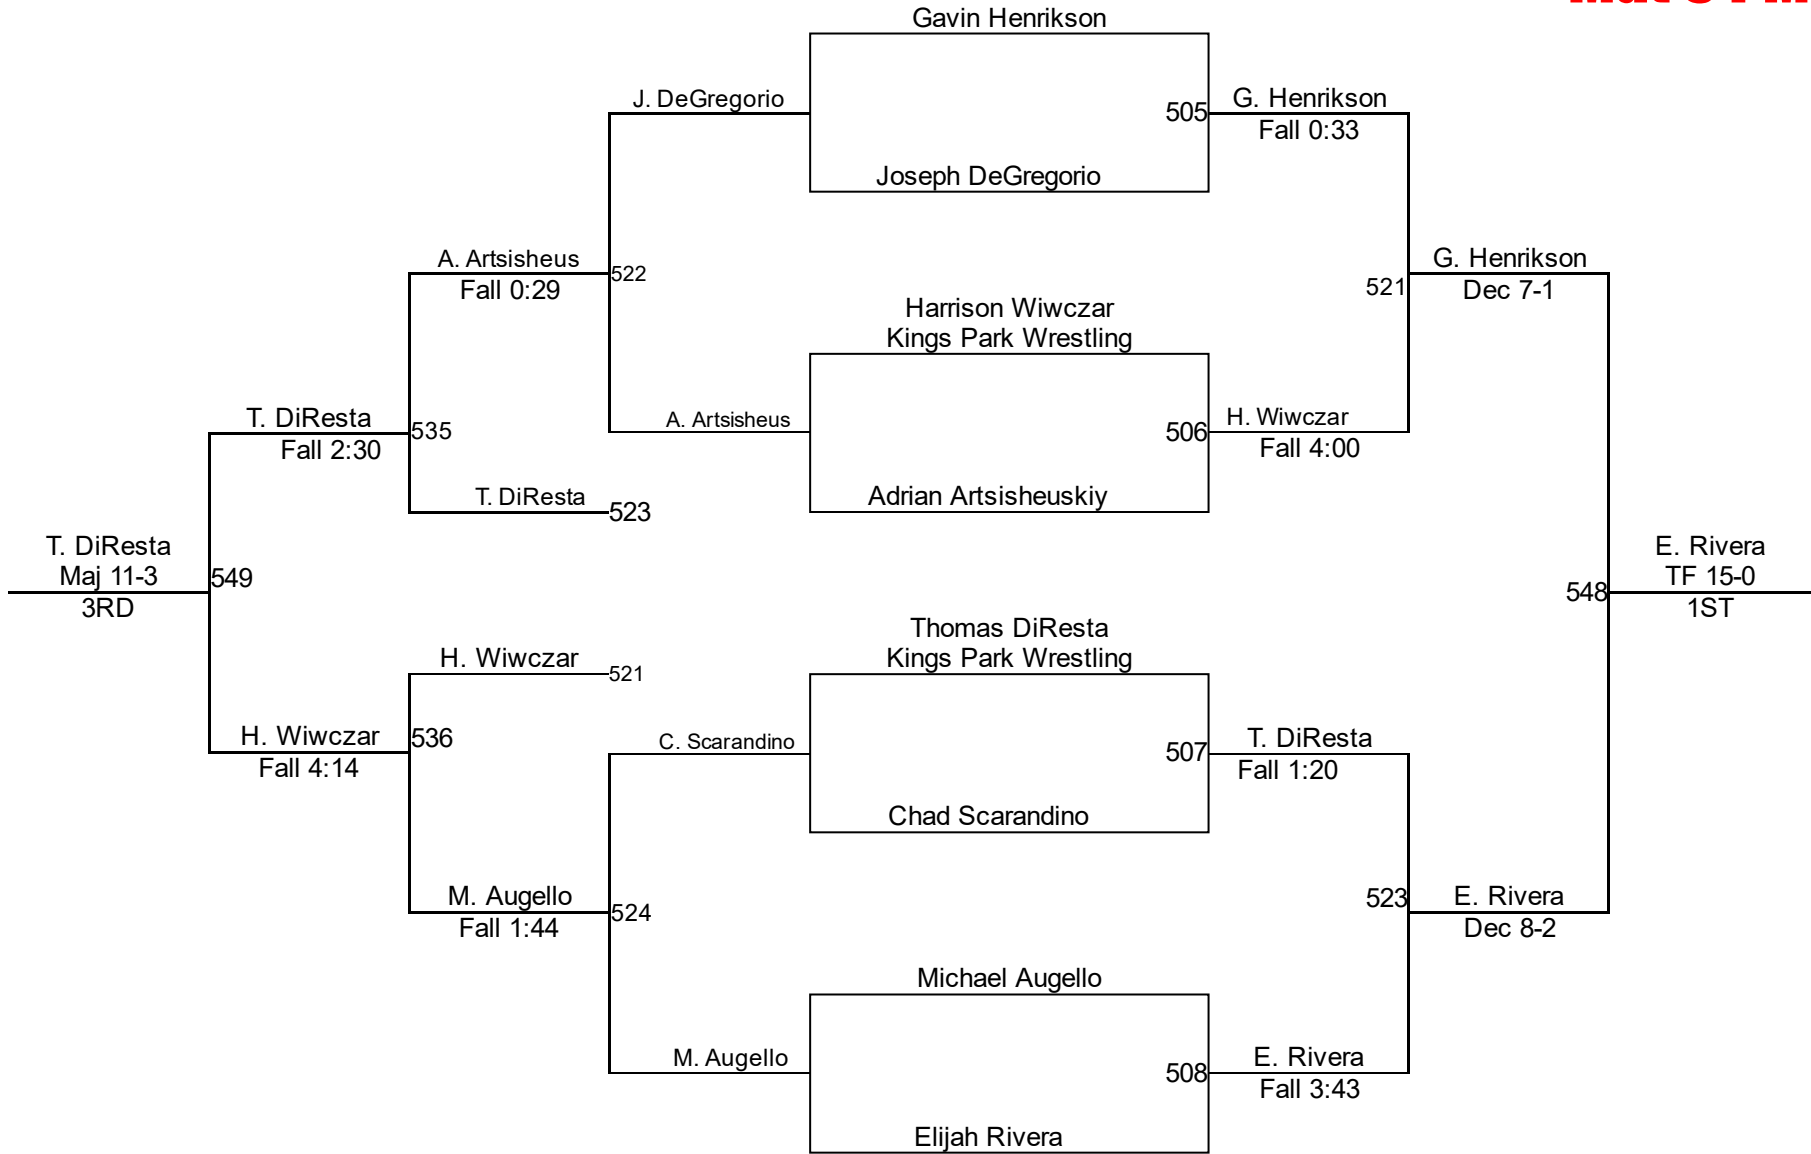 Gavin Henrikson
J. DeGregorio
505
G. Henrikson
Fall 0:33
Joseph DeGregorio
A. Artsisheus
Fall 0:29
522
Harrison Wiwczar
Kings Park Wrestling
521
G. Henrikson
Dec 7-1
T. DiResta
Fall 2:30
535
A. Artsisheus
506
H. Wiwczar
Fall 4:00
T. DiResta
523
Adrian Artsisheuskiy
T. DiResta
Maj 11-3
3RD
549
548
E. Rivera
TF 15-0
1ST
Thomas DiResta
Kings Park Wrestling
H. Wiwczar
521
H. Wiwczar
Fall 4:14
536
C. Scarandino
507
T. DiResta
Fall 1:20
Chad Scarandino
M. Augello
Fall 1:44
524
523
E. Rivera
Dec 8-2
Michael Augello
M. Augello
508
E. Rivera
Fall 3:43
Elijah Rivera